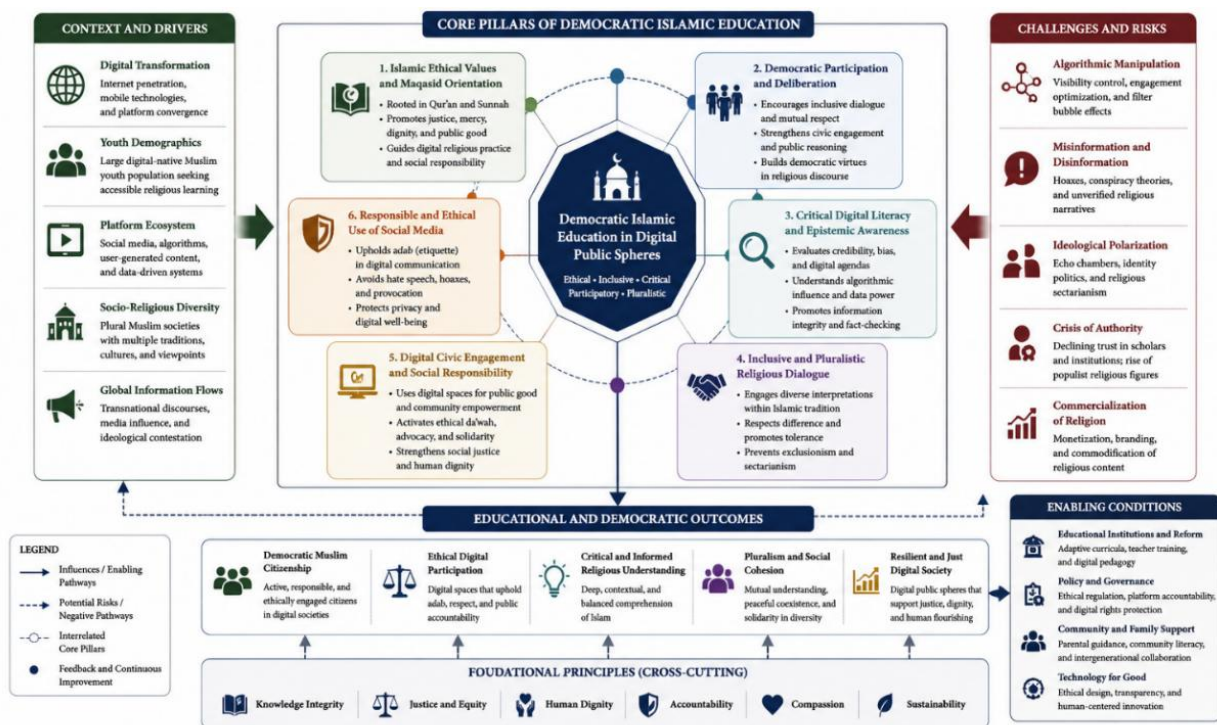 CONTEXT AND DRIVERS
Digital Transformation
Internet penetration,
mobile technologies,
and platform convergence
Youth Demographics
Large digital-native Muslim
youth population seeking
accessible religious learning
Platform Ecosystem
Social media, algorithms,
user-generated content,
and data-driven systems
Socio-Religious Diversity
Plural Muslim societies
with multiple traditions,
cultures, and viewpoints
Global Information Flows
Transnational discourses,
media influence, and
ideological contestation
CORE PILLARS OF DEMOCRATIC ISLAMIC EDUCATION
1. Islamic Ethical Values
and Maqasid Orientation
• Rooted in Qur'an and Sunnah
• Promotes justice, mercy,
dignity, and public good
• Guides digital religious practice
and social responsibility
2. Democratic Participation
and Deliberation
• Encourages inclusive dialogue
and mutual respect
• Strengthens civic engagement
and public reasoning
• Builds democratic virtues
in religious discourse
6. Responsible and Ethical
Use of Social Media
• Upholds adab (etiquette)
in digital communication
• Avoids hate speech, hoaxes,
and provocation
• Protects privacy and
digital well-being
Democratic Islamic
Education in Digital
Public Spheres
Ethical • Inclusive • Critical
Participatory • Pluralistic
3. Critical Digital Literacy
and Epistemic Awareness
• Evaluates credibility, bias,
and digital agendas
• Understands algorithmic
influence and data power
• Promotes information
integrity and fact-checking
5. Digital Civic Engagement
and Social Responsibility
• Uses digital spaces for public good
and community empowerment
• Activates ethical da'wah,
advocacy, and solidarity
• Strengthens social justice
and human dignity
4. Inclusive and Pluralistic
Religious Dialogue
• Engages diverse interpretations
within Islamic tradition
• Respects difference and
promotes tolerance
• Prevents exclusionism and
sectarianism
CHALLENGES AND RISKS
Algorithmic Manipulation
Visibility control, engagement
optimization, and filter
bubble effects
Misinformation and
Disinformation
Hoaxes, conspiracy theories,
and unverified religious
narratives
Ideological Polarization
Echo chambers, identity
politics, and religious
sectarianism
Crisis of Authority
Declining trust in scholars
and institutions; rise of
populist religious figures
Commercialization
of Religion
Monetization, branding,
and commodification of
religious content
EDUCATIONAL AND DEMOCRATIC OUTCOMES
Democratic Muslim
Citizenship
Active, responsible, and
ethically engaged citizens
in digital societies
Ethical Digital
Participation
Digital spaces that uphold
adab, respect, and public
accountability
Critical and Informed
Religious Understanding
Deep, contextual, and
balanced comprehension
of Islam
Pluralism and Social
Cohesion
Mutual understanding,
peaceful coexistence, and
solidarity in diversity
Resilient and Just
Digital Society
Digital public spheres that
support justice, dignity,
and human flourishing
LEGEND
Influences / Enabling
Pathways
Potential Risks /
Negative Pathways
Interrelated
Core Pillars
Feedback and Continuous
Improvement
FOUDATIONAL PRINCIPLES (CROSS-CUTTING)
Knowledge Integrity
Justice and Equity
Human Dignity
Accountability
Compassion
Sustainability
ENABLING CONDITIONS
Educational Institutions and Reform
Adaptive curricula, teacher training,
and digital pedagogy
Policy and Governance
Ethical regulation, platform accountability,
and digital rights protection
Community and Family Support
Parental guidance, community literacy,
and intergenerational collaboration
Technology for Good
Ethical design, transparency, and
human-centered innovation